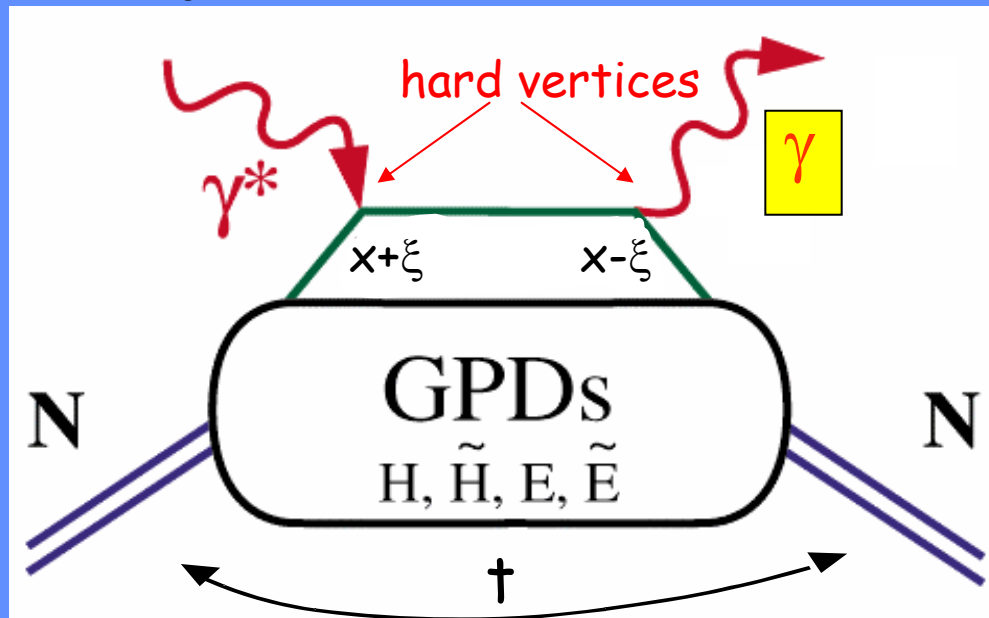 hard vertices
γ*
γ
x+ξ x-ξ
GPDs
N N
H, H̃, E, Ẽ
t